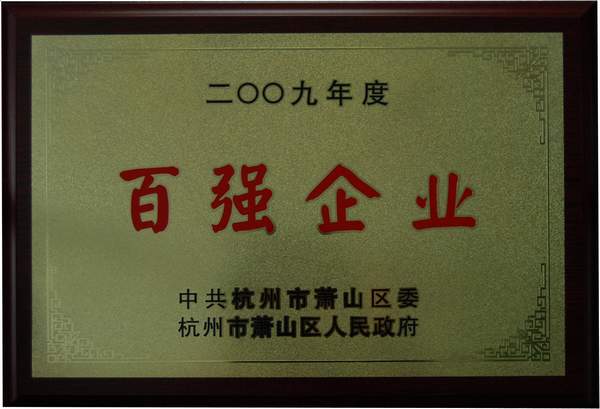 二〇〇九年度
百强企业
中共杭州市萧山区委
杭州市萧山区人民政府